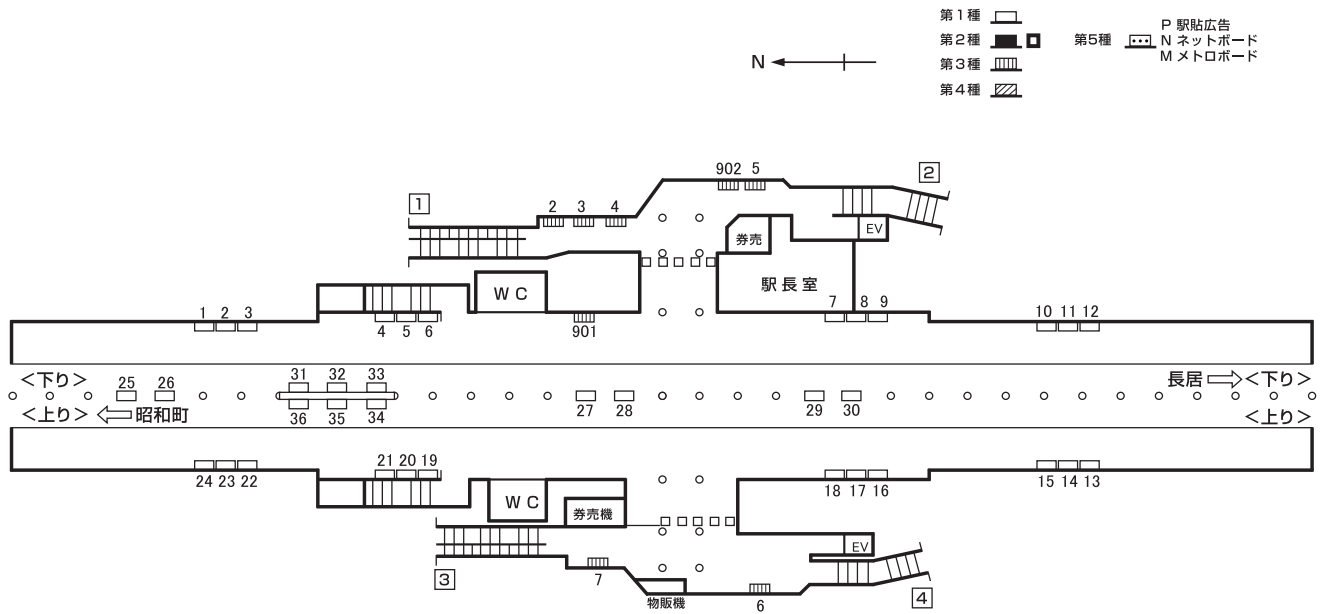 第1種
第2種
第3種
第4種
第5種
P 駅貼広告
N ネットボード
M メトロボード
N
902 5
2
1
2 3 4
EV
券売
駅長室
WC
1 2 3
4 5 6
901
7 8 9
10 11 12
<下り>
25 26
31 32 33
長居
<下り>
<上り>
昭和町
36 35 34
27 28
29 30
<上り>
21 20 19
24 23 22
18 17 16
15 14 13
WC
券売機
EV
3
7
物販機
6
4